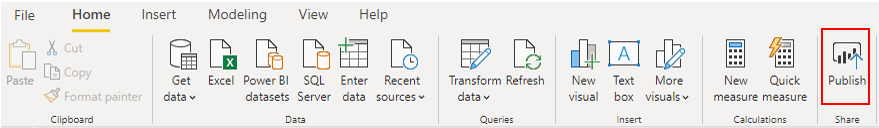 File Home Insert Modeling View Help
Paste
Cut
Copy
Format painter
Clipboard
Get
data
Excel
Power BI
datasets
SQL
Server
Enter
data
Recent
sources
Data
Transform
data
Refresh
Queries
New
visual
Text
box
More
visuals
Insert
New
measure
Quick
measure
Calculations
Publish
Share